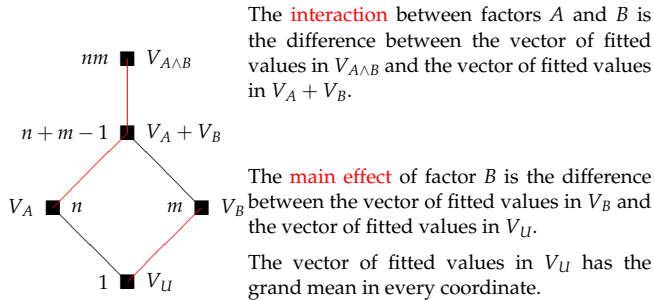 The interaction between factors A and B is
the difference between the vector of fitted
values in V_{A∧B} and the vector of fitted values
in V_A + V_B.
nm V_{A∧B}
n + m − 1 V_A + V_B
The main effect of factor B is the difference
between the vector of fitted values in V_B and
the vector of fitted values in V_U.
V_A n m V_B
The vector of fitted values in V_U has the
grand mean in every coordinate.
1 V_U